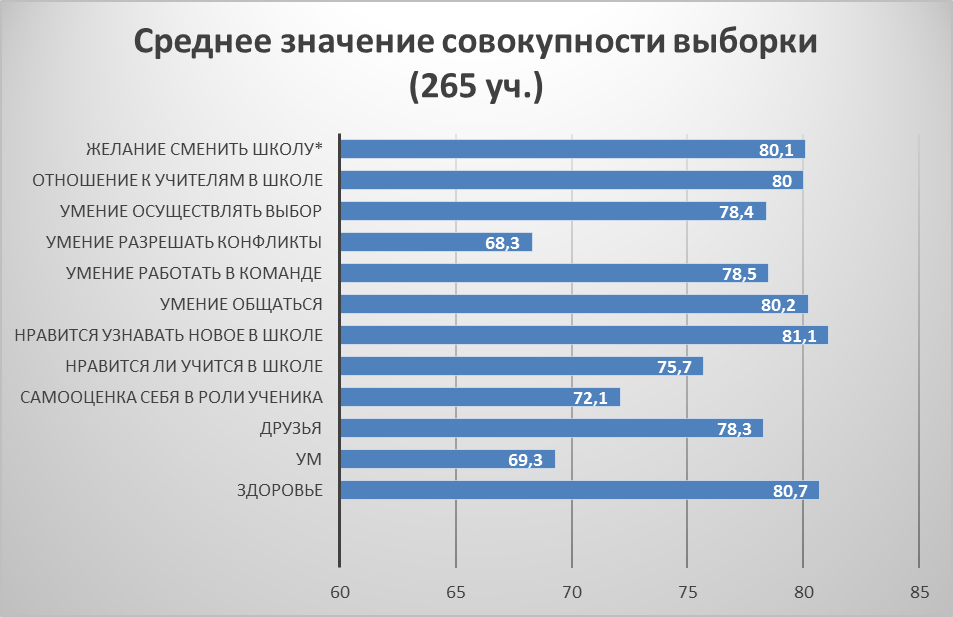 Среднее значение совокупности выборки
(265 уч.)
ЖЕЛАНИЕ СМЕНИТЬ ШКОЛУ* 80,1
ОТНОШЕНИЕ К УЧИТЕЛЯМ В ШКОЛЕ 80
УМЕНИЕ ОСУЩЕСТВЛЯТЬ ВЫБОР 78,4
УМЕНИЕ РАЗРЕШАТЬ КОНФЛИКТЫ 68,3
УМЕНИЕ РАБОТАТЬ В КОМАНДЕ 78,5
УМЕНИЕ ОБЩАТЬСЯ 80,2
НРАВИТСЯ УЗНАВАТЬ НОВОЕ В ШКОЛЕ 81,1
НРАВИТСЯ ЛИ УЧИТСЯ В ШКОЛЕ 75,7
САМООЦЕНКА СЕБЯ В РОЛИ УЧЕНИКА 72,1
ДРУЗЬЯ 78,3
УМ 69,3
ЗДОРОВЬЕ 80,7
60 65 70 75 80 85